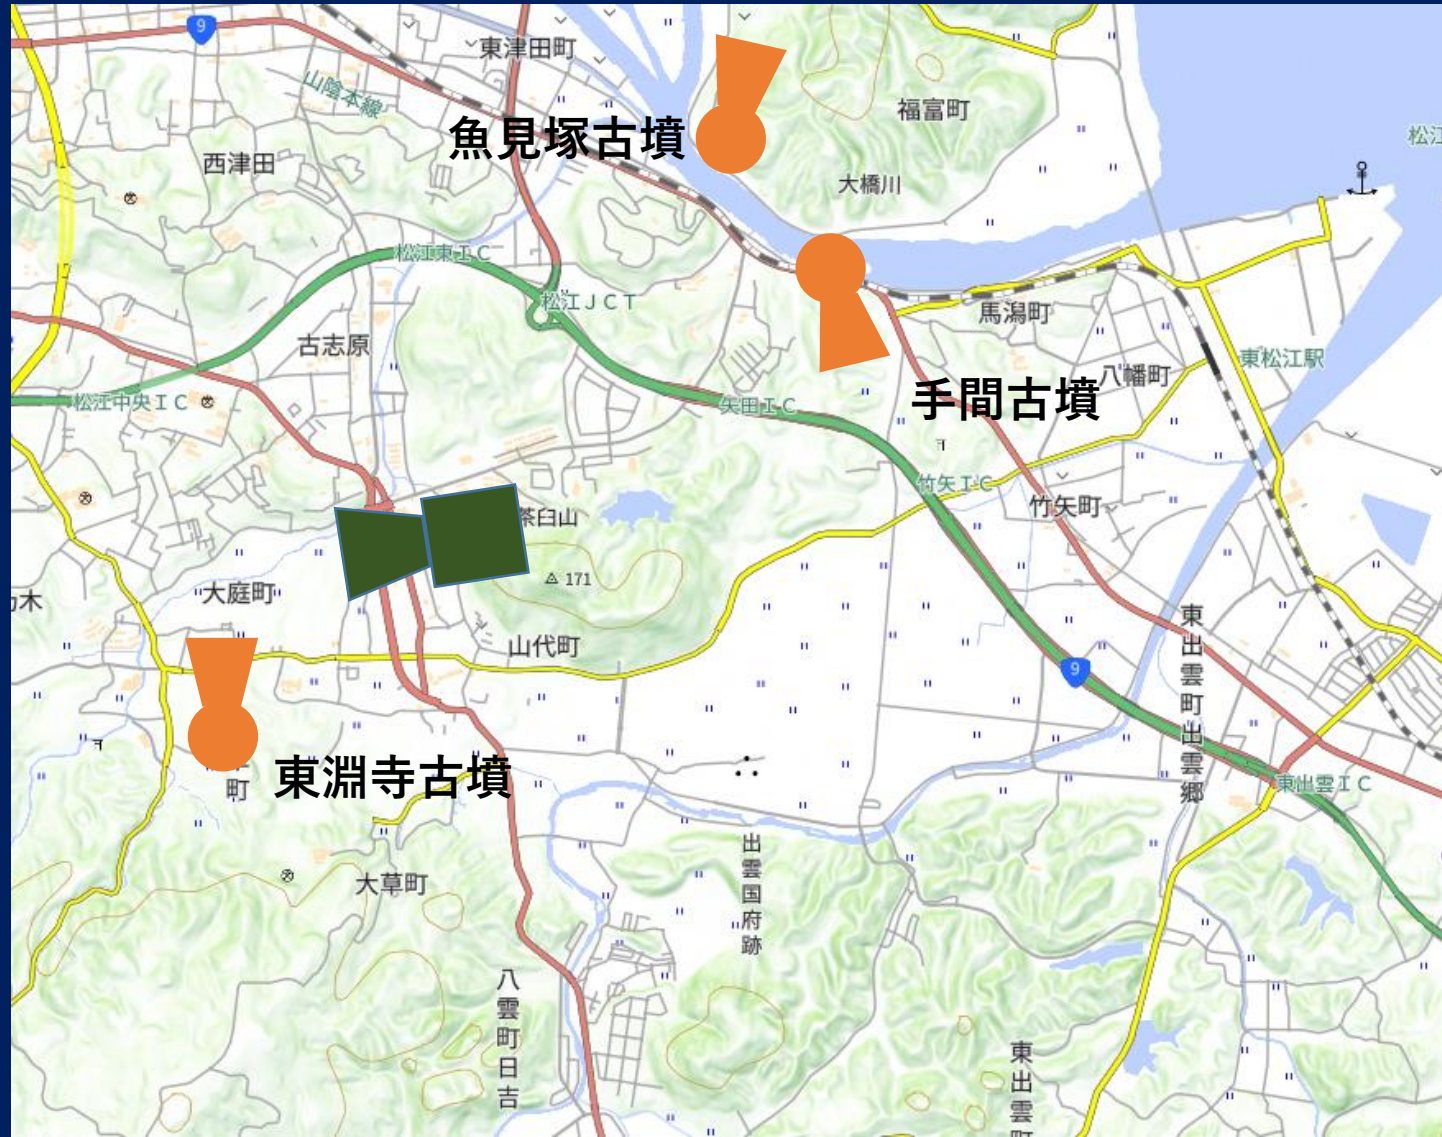 9
東津田町
山陰本線
福富町
魚見塚古墳
松江
西津田
大橋川
松江東IC
松江JCT
馬潟町
古志原
東松江駅
八幡町
松江中央IC
矢田IC
手間古墳
竹矢IC
竹矢町
茶臼山
171
大庭町
乃木
東出雲町出雲郷
山代町
9
東淵寺古墳
町
東出雲IC
出雲国府跡
大草町
八雲町日吉
東出雲町